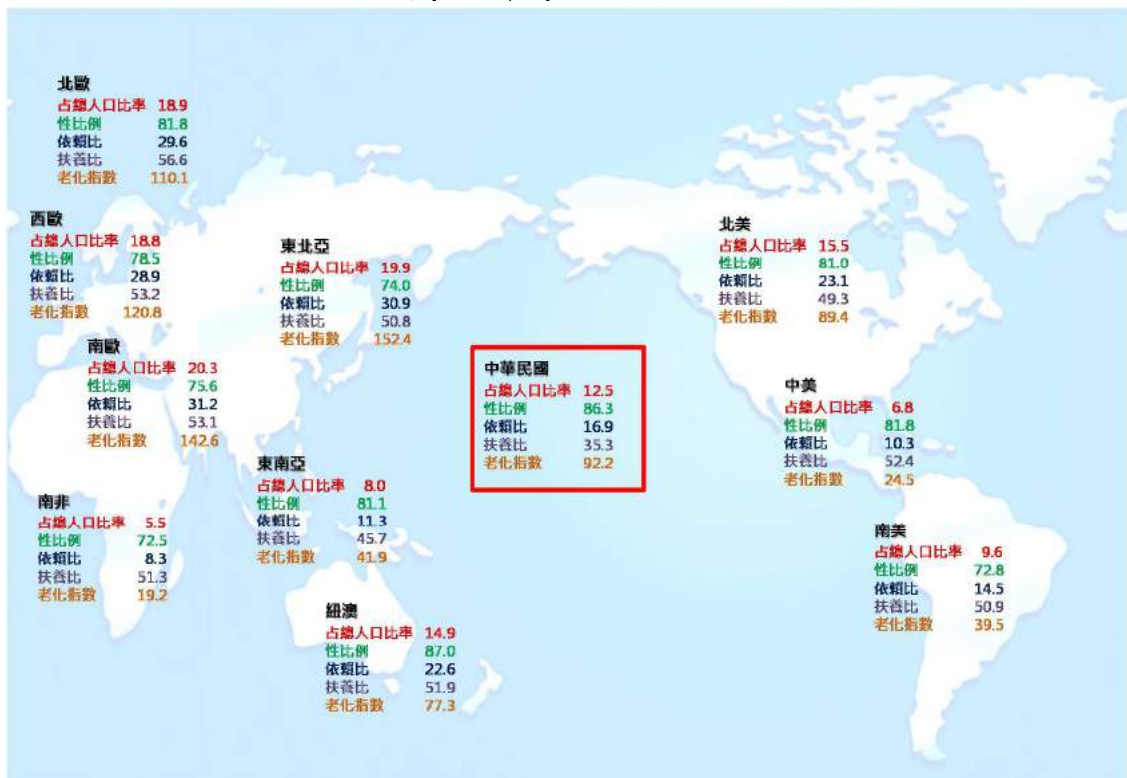 北歐
占總人口比率 18.9
性比例 81.8
依賴比 29.6
扶養比 56.6
老化指數 110.1
西歐
占總人口比率 18.8
性比例 78.5
依賴比 28.9
扶養比 53.2
老化指數 120.8
東北亞
占總人口比率 19.9
性比例 74.0
依賴比 30.9
扶養比 50.8
老化指數 152.4
北美
占總人口比率 15.5
性比例 81.0
依賴比 23.1
扶養比 49.3
老化指數 89.4
南歐
占總人口比率 20.3
性比例 75.6
依賴比 31.2
扶養比 53.1
老化指數 142.6
中華民國
占總人口比率 12.5
性比例 86.3
依賴比 16.9
扶養比 35.3
老化指數 92.2
中美
占總人口比率 6.8
性比例 81.8
依賴比 10.3
扶養比 52.4
老化指數 24.5
東南亞
占總人口比率 8.0
性比例 81.1
依賴比 11.3
扶養比 45.7
老化指數 41.9
南非
占總人口比率 5.5
性比例 72.5
依賴比 8.3
扶養比 51.3
老化指數 19.2
南美
占總人口比率 9.6
性比例 72.8
依賴比 14.5
扶養比 50.9
老化指數 39.5
紐澳
占總人口比率 14.9
性比例 87.0
依賴比 22.6
扶養比 51.9
老化指數 77.3